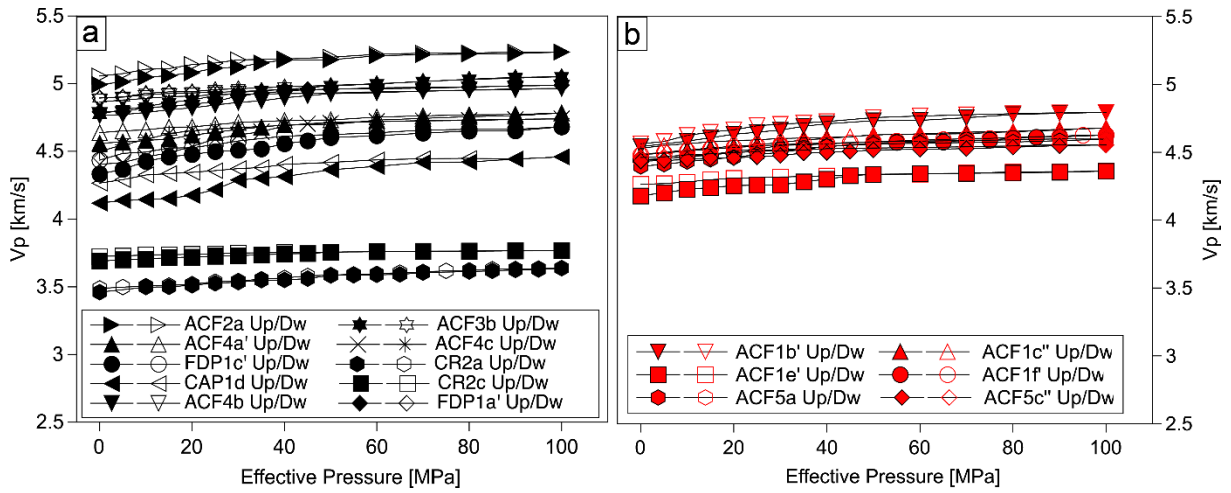 a
5.5
5
4.5
4
3.5
3
2.5
Vp [km/s]
ACF2a Up/Dw
ACF3b Up/Dw
ACF4a' Up/Dw
ACF4c Up/Dw
FDP1c' Up/Dw
CR2a Up/Dw
CAP1d Up/Dw
CR2c Up/Dw
ACF4b Up/Dw
FDP1a' Up/Dw
0 20 40 60 80 100
Effective Pressure [MPa]
b
5.5
5
4.5
4
3.5
3
2.5
Vp [km/s]
ACF1b' Up/Dw
ACF1c'' Up/Dw
ACF1e' Up/Dw
ACF1f' Up/Dw
ACF5a Up/Dw
ACF5c'' Up/Dw
0 20 40 60 80 100
Effective Pressure [MPa]